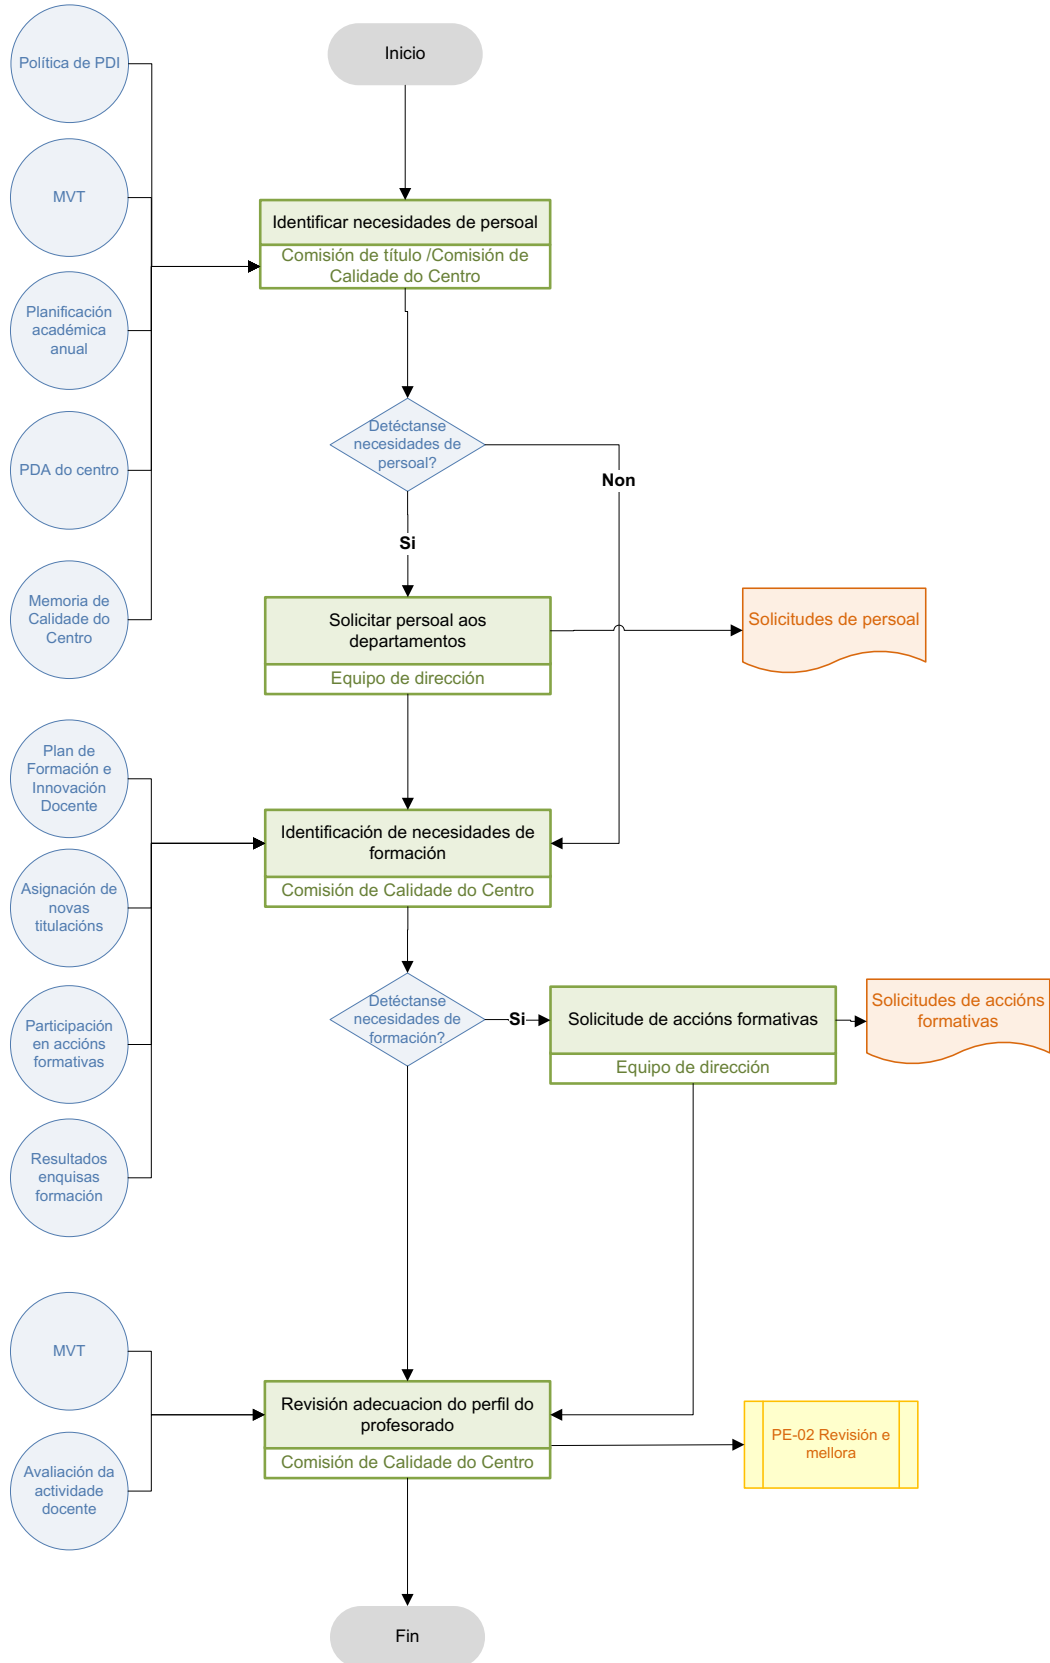 Política de PDI
Inicio
MVT
Identificar necesidades de persoal
Comisión de título /Comisión de
Calidade do Centro
Planificación
académica
anual
Detéctanse
necesidades de
persoal?
PDA do centro
Non
Si
Memoria de
Calidade do
Centro
Solicitar persoal aos
departamentos
Equipo de dirección
Solicitudes de persoal
Plan de
Formación e
Innovación
Docente
Identificación de necesidades de
formación
Comisión de Calidade do Centro
Asignación de
novas
titulacións
Detéctanse
necesidades de
formación?
Si
Solicitude de accións formativas
Equipo de dirección
Solicitudes de accións
formativas
Participación
en accións
formativas
Resultados
enquisas
formación
MVT
Revisión adecuacion do perfil do
profesorado
Comisión de Calidade do Centro
PE-02 Revisión e
mellora
Avaliación da
actividade
docente
Fin